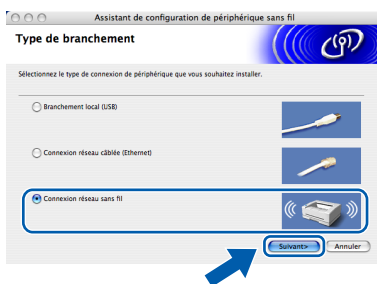 Assistant de configuration de périphérique sans fil
Type de branchement
Sélectionnez le type de connexion de périphérique que vous souhaitez installer.
Branchement local (USB)
Connexion réseau câblée (Ethernet)
Connexion réseau sans fil
Suivant> Annuler